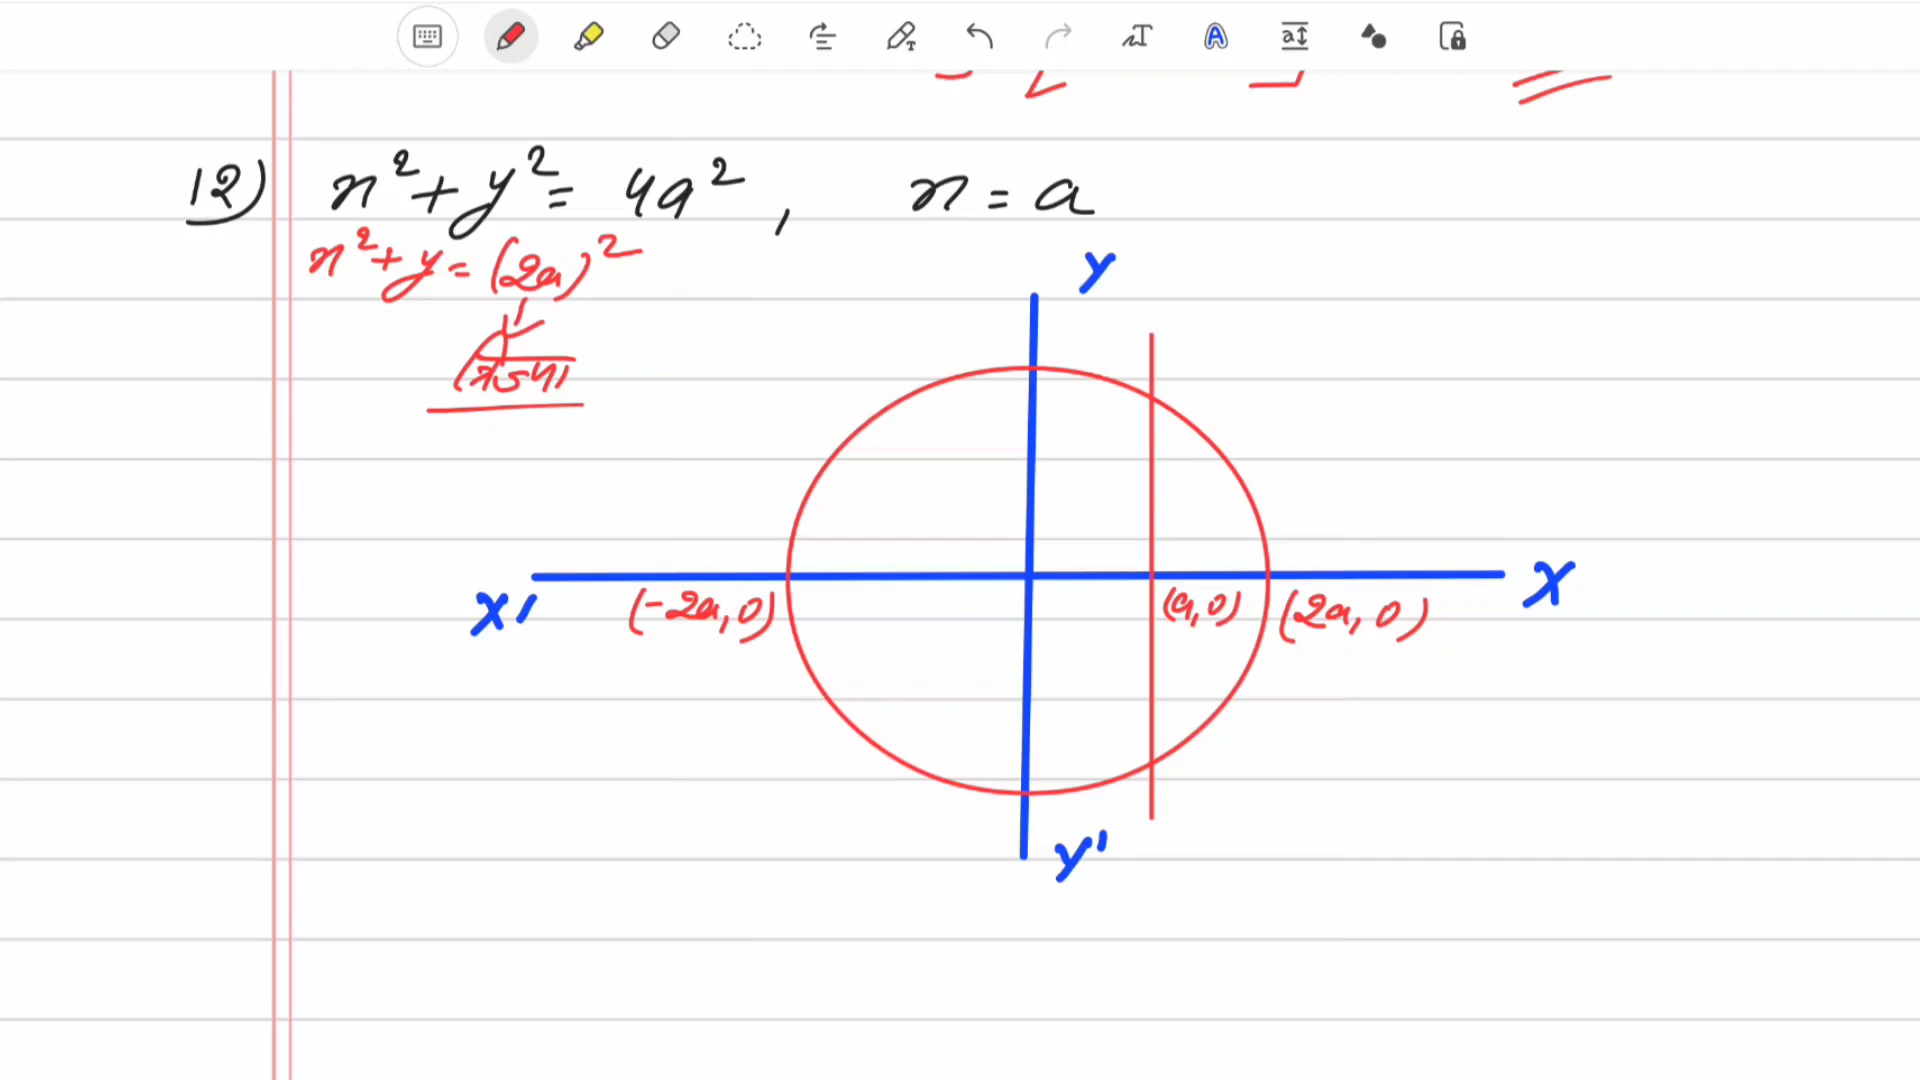 12) x² + y² = 4a², x = a
x² + y = (2a)²
Y
X' X
(-2a, 0) (a, 0) (2a, 0)
Y'